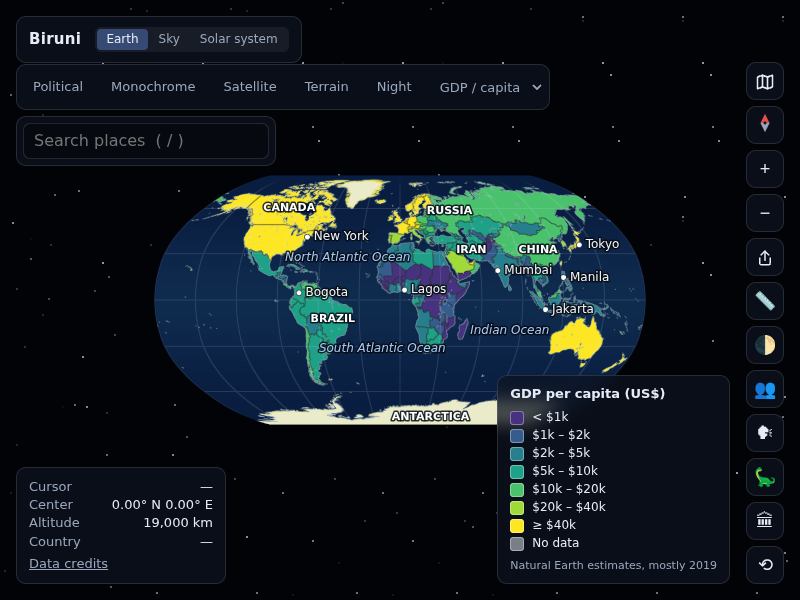 Biruni
Earth
Sky
Solar system
Political
Monochrome
Satellite
Terrain
Night
GDP / capita
Search places ( / )
CANADA
RUSSIA
New York
Tokyo
IRAN
CHINA
North Atlantic Ocean
Mumbai
Manila
Bogota
Lagos
Jakarta
BRAZIL
Indian Ocean
South Atlantic Ocean
ANTARCTICA
GDP per capita (US$)
< $1k
$1k – $2k
$2k – $5k
$5k – $10k
$10k – $20k
$20k – $40k
≥ $40k
No data
Natural Earth estimates, mostly 2019
Cursor —
Center 0.00° N 0.00° E
Altitude 19,000 km
Country —
Data credits